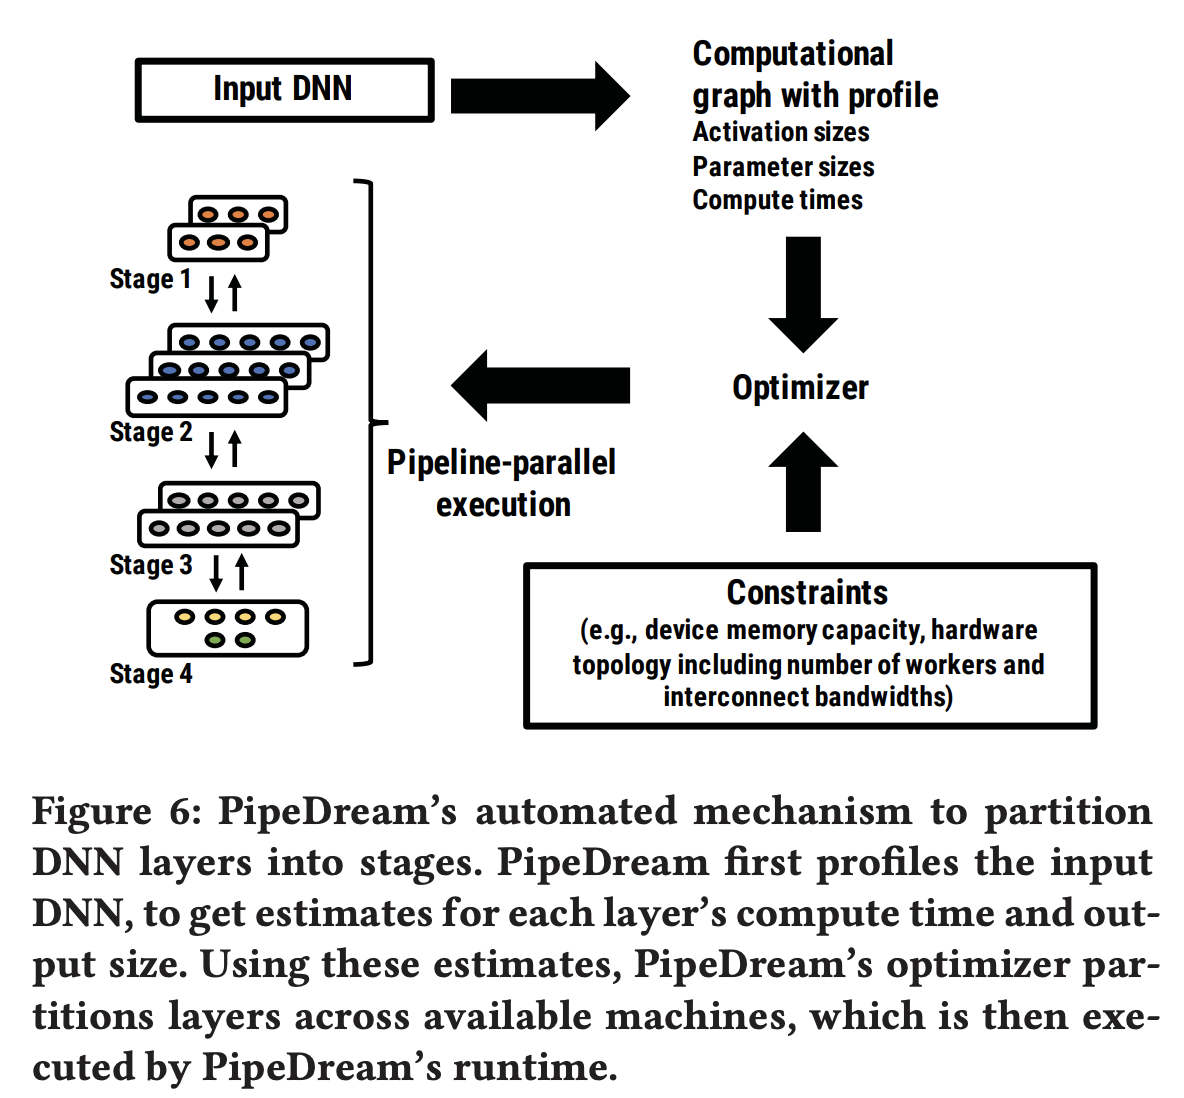 Input DNN
Computational
graph with profile
Activation sizes
Parameter sizes
Compute times
Stage 1
Stage 2
Stage 3
Stage 4
Pipeline-parallel
execution
Optimizer
Constraints
(e.g., device memory capacity, hardware
topology including number of workers and
interconnect bandwidths)
Figure 6: PipeDream’s automated mechanism to partition
DNN layers into stages. PipeDream first profiles the input
DNN, to get estimates for each layer’s compute time and out-
put size. Using these estimates, PipeDream’s optimizer par-
titions layers across available machines, which is then exe-
cuted by PipeDream’s runtime.